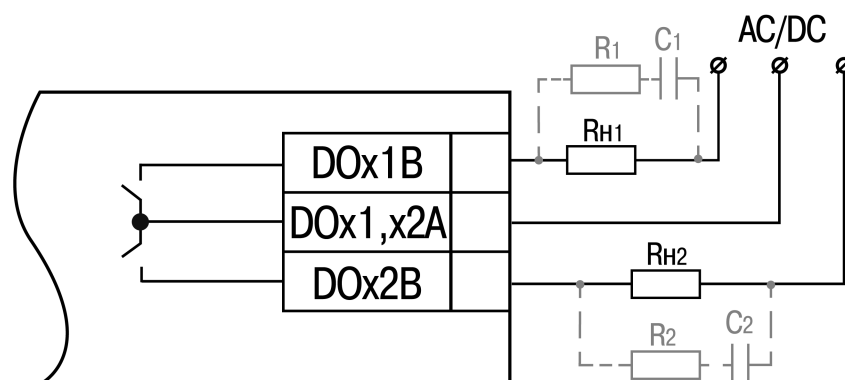 AC/DC
R1
C1
RH1
DOx1B
DOx1,x2A
DOx2B
RH2
R2
C2